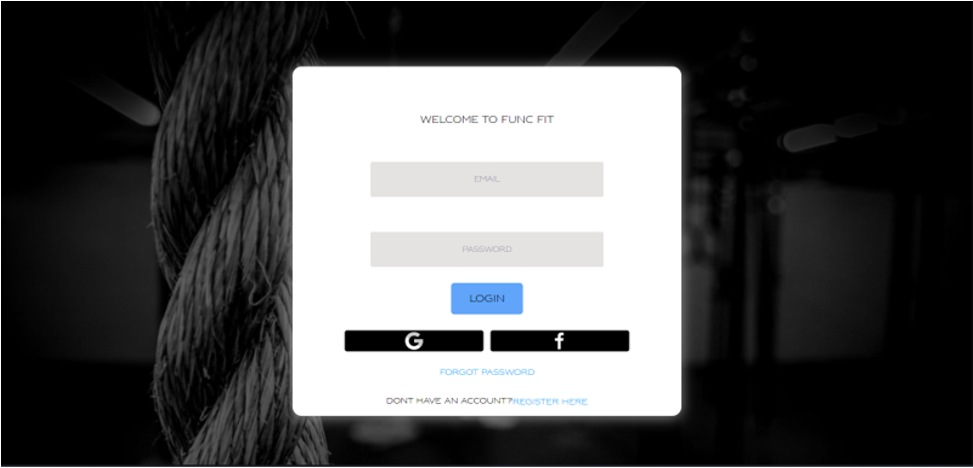 WELCOME TO FUNC FIT
EMAIL
PASSWORD
LOGIN
G f
FORGOT PASSWORD
DONT HAVE AN ACCOUNT?REGISTER HERE